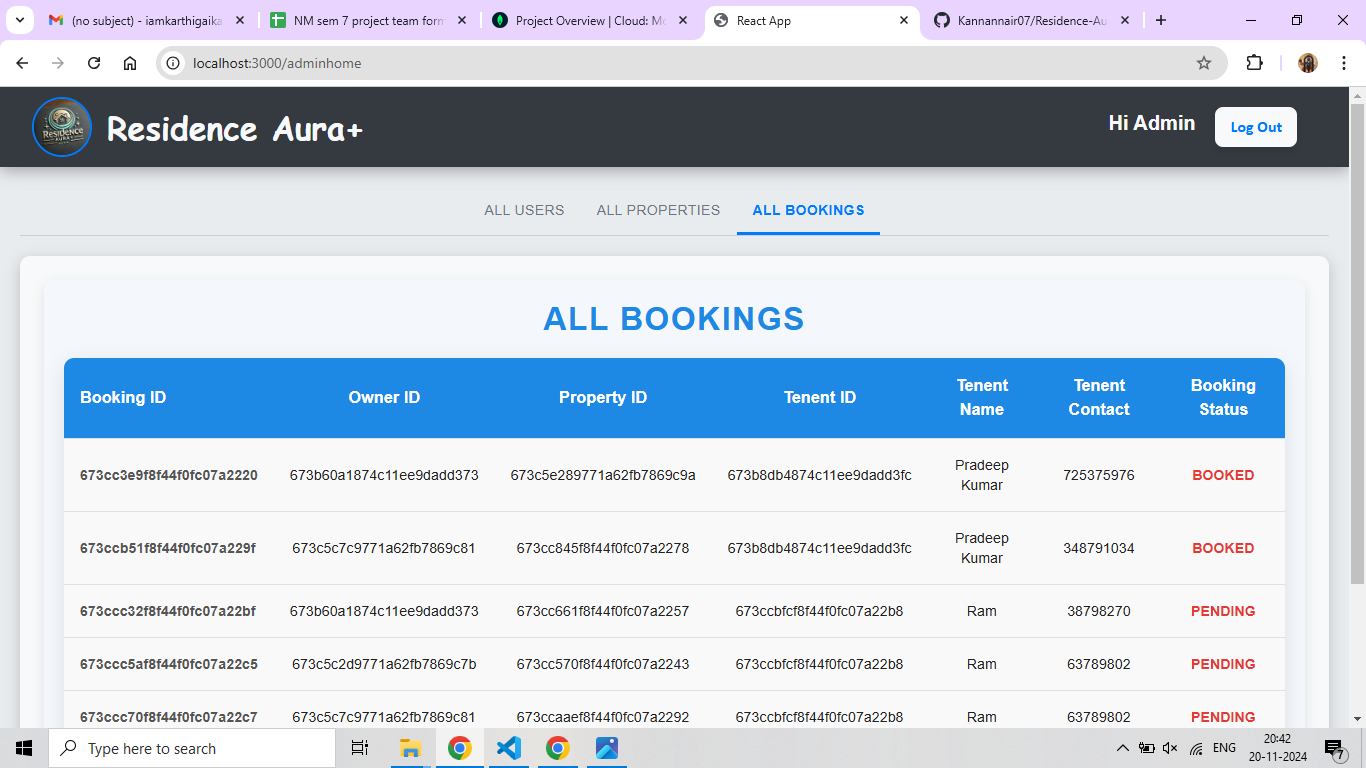 (no subject) - iamkarthigaika
NM sem 7 project team form
Project Overview | Cloud: Mo
React App
Kannannair07/Residence-Au
localhost:3000/adminhome
Residence Aura+
Hi Admin
Log Out
ALL USERS
ALL PROPERTIES
ALL BOOKINGS
ALL BOOKINGS
Booking ID Owner ID Property ID Tenent ID Tenent Name Tenent Contact Booking Status
673cc3e9f8f44f0fc07a2220 673b60a1874c11ee9dadd373 673c5e289771a62fb7869c9a 673b8db4874c11ee9dadd3fc Pradeep Kumar 725375976 BOOKED
673ccb51f8f44f0fc07a229f 673c5c7c9771a62fb7869c81 673cc845f8f44f0fc07a2278 673b8db4874c11ee9dadd3fc Pradeep Kumar 348791034 BOOKED
673ccc32f8f44f0fc07a22bf 673b60a1874c11ee9dadd373 673cc661f8f44f0fc07a2257 673ccbfcf8f44f0fc07a22b8 Ram 38798270 PENDING
673ccc5af8f44f0fc07a22c5 673c5c2d9771a62fb7869c7b 673cc570f8f44f0fc07a2243 673ccbfcf8f44f0fc07a22b8 Ram 63789802 PENDING
673ccc70f8f44f0fc07a22c7 673c5c7c9771a62fb7869c81 673ccaaef8f44f0fc07a2292 673ccbfcf8f44f0fc07a22b8 Ram 63789802 PENDING
Type here to search
ENG
20:42
20-11-2024
7